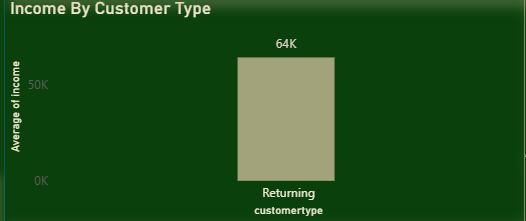 Income By Customer Type
64K
Average of income
50K
0K
Returning
customertype